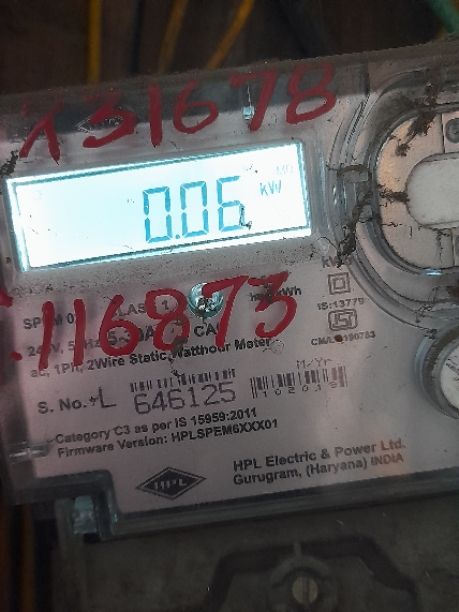 131678
0.06 kW
116873
240V,
ac, 1Ph, 2Wire Static Watthour Meter
IS:13779
S. No. L 646125
M/Yr
102019
Category C3 as per IS 15959:2011
Firmware Version: HPLSPEM6XXX01
HPL
HPL Electric & Power Ltd.
Gurugram, (Haryana) INDIA